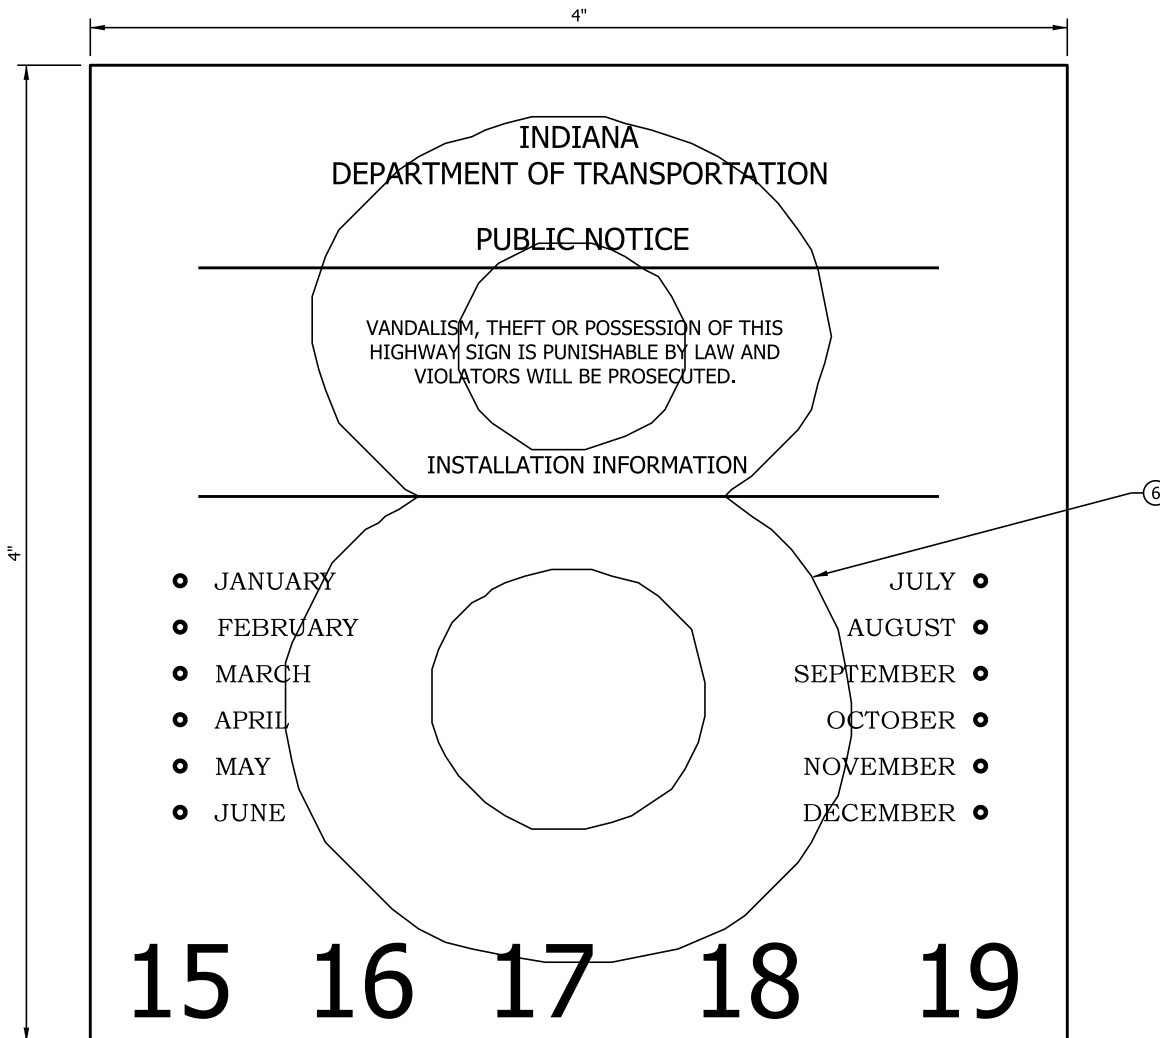 4"
INDIANA
DEPARTMENT OF TRANSPORTATION
PUBLIC NOTICE
VANDALISM, THEFT OR POSSESSION OF THIS
HIGHWAY SIGN IS PUNISHABLE BY LAW AND
VIOLATORS WILL BE PROSECUTED.
INSTALLATION INFORMATION
6
4"
JANUARY JULY
FEBRUARY AUGUST
MARCH SEPTEMBER
APRIL OCTOBER
MAY NOVEMBER
JUNE DECEMBER
15 16 17 18 19
8